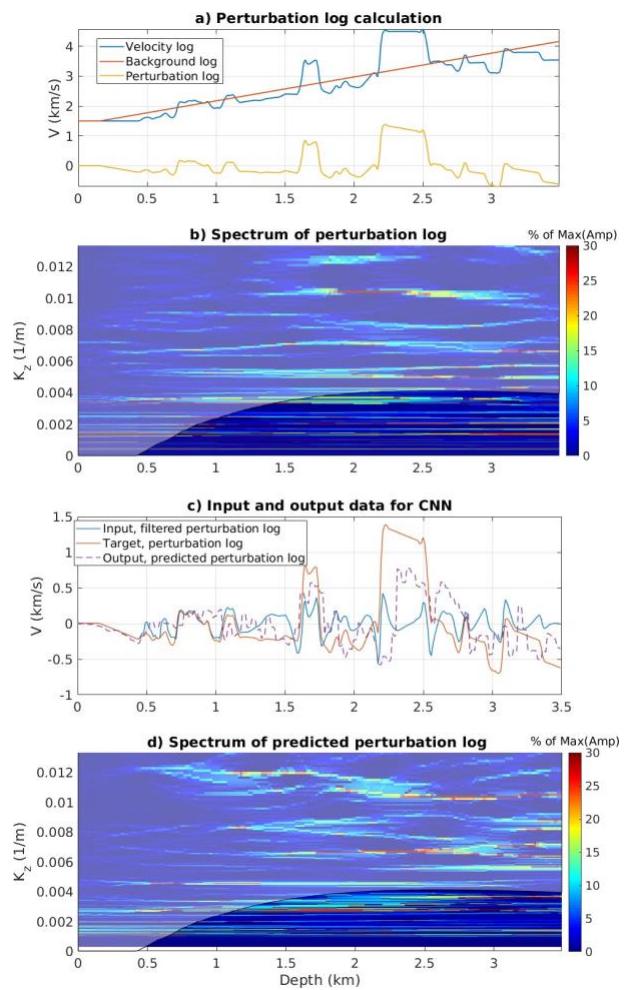 a) Perturbation log calculation
Velocity log
Background log
Perturbation log
V (km/s)
4
3
2
1
0
0 0.5 1 1.5 2 2.5 3
b) Spectrum of perturbation log
% of Max(Amp)
K_z (1/m)
0.012
0.01
0.008
0.006
0.004
0.002
0
0 0.5 1 1.5 2 2.5 3
30
25
20
15
10
5
0
c) Input and output data for CNN
Input, filtered perturbation log
Target, perturbation log
Output, predicted perturbation log
V (km/s)
1.5
1
0.5
0
-0.5
-1
0 0.5 1 1.5 2 2.5 3 3.5
d) Spectrum of predicted perturbation log
% of Max(Amp)
K_z (1/m)
0.012
0.01
0.008
0.006
0.004
0.002
0
0 0.5 1 1.5 2 2.5 3
Depth (km)
30
25
20
15
10
5
0